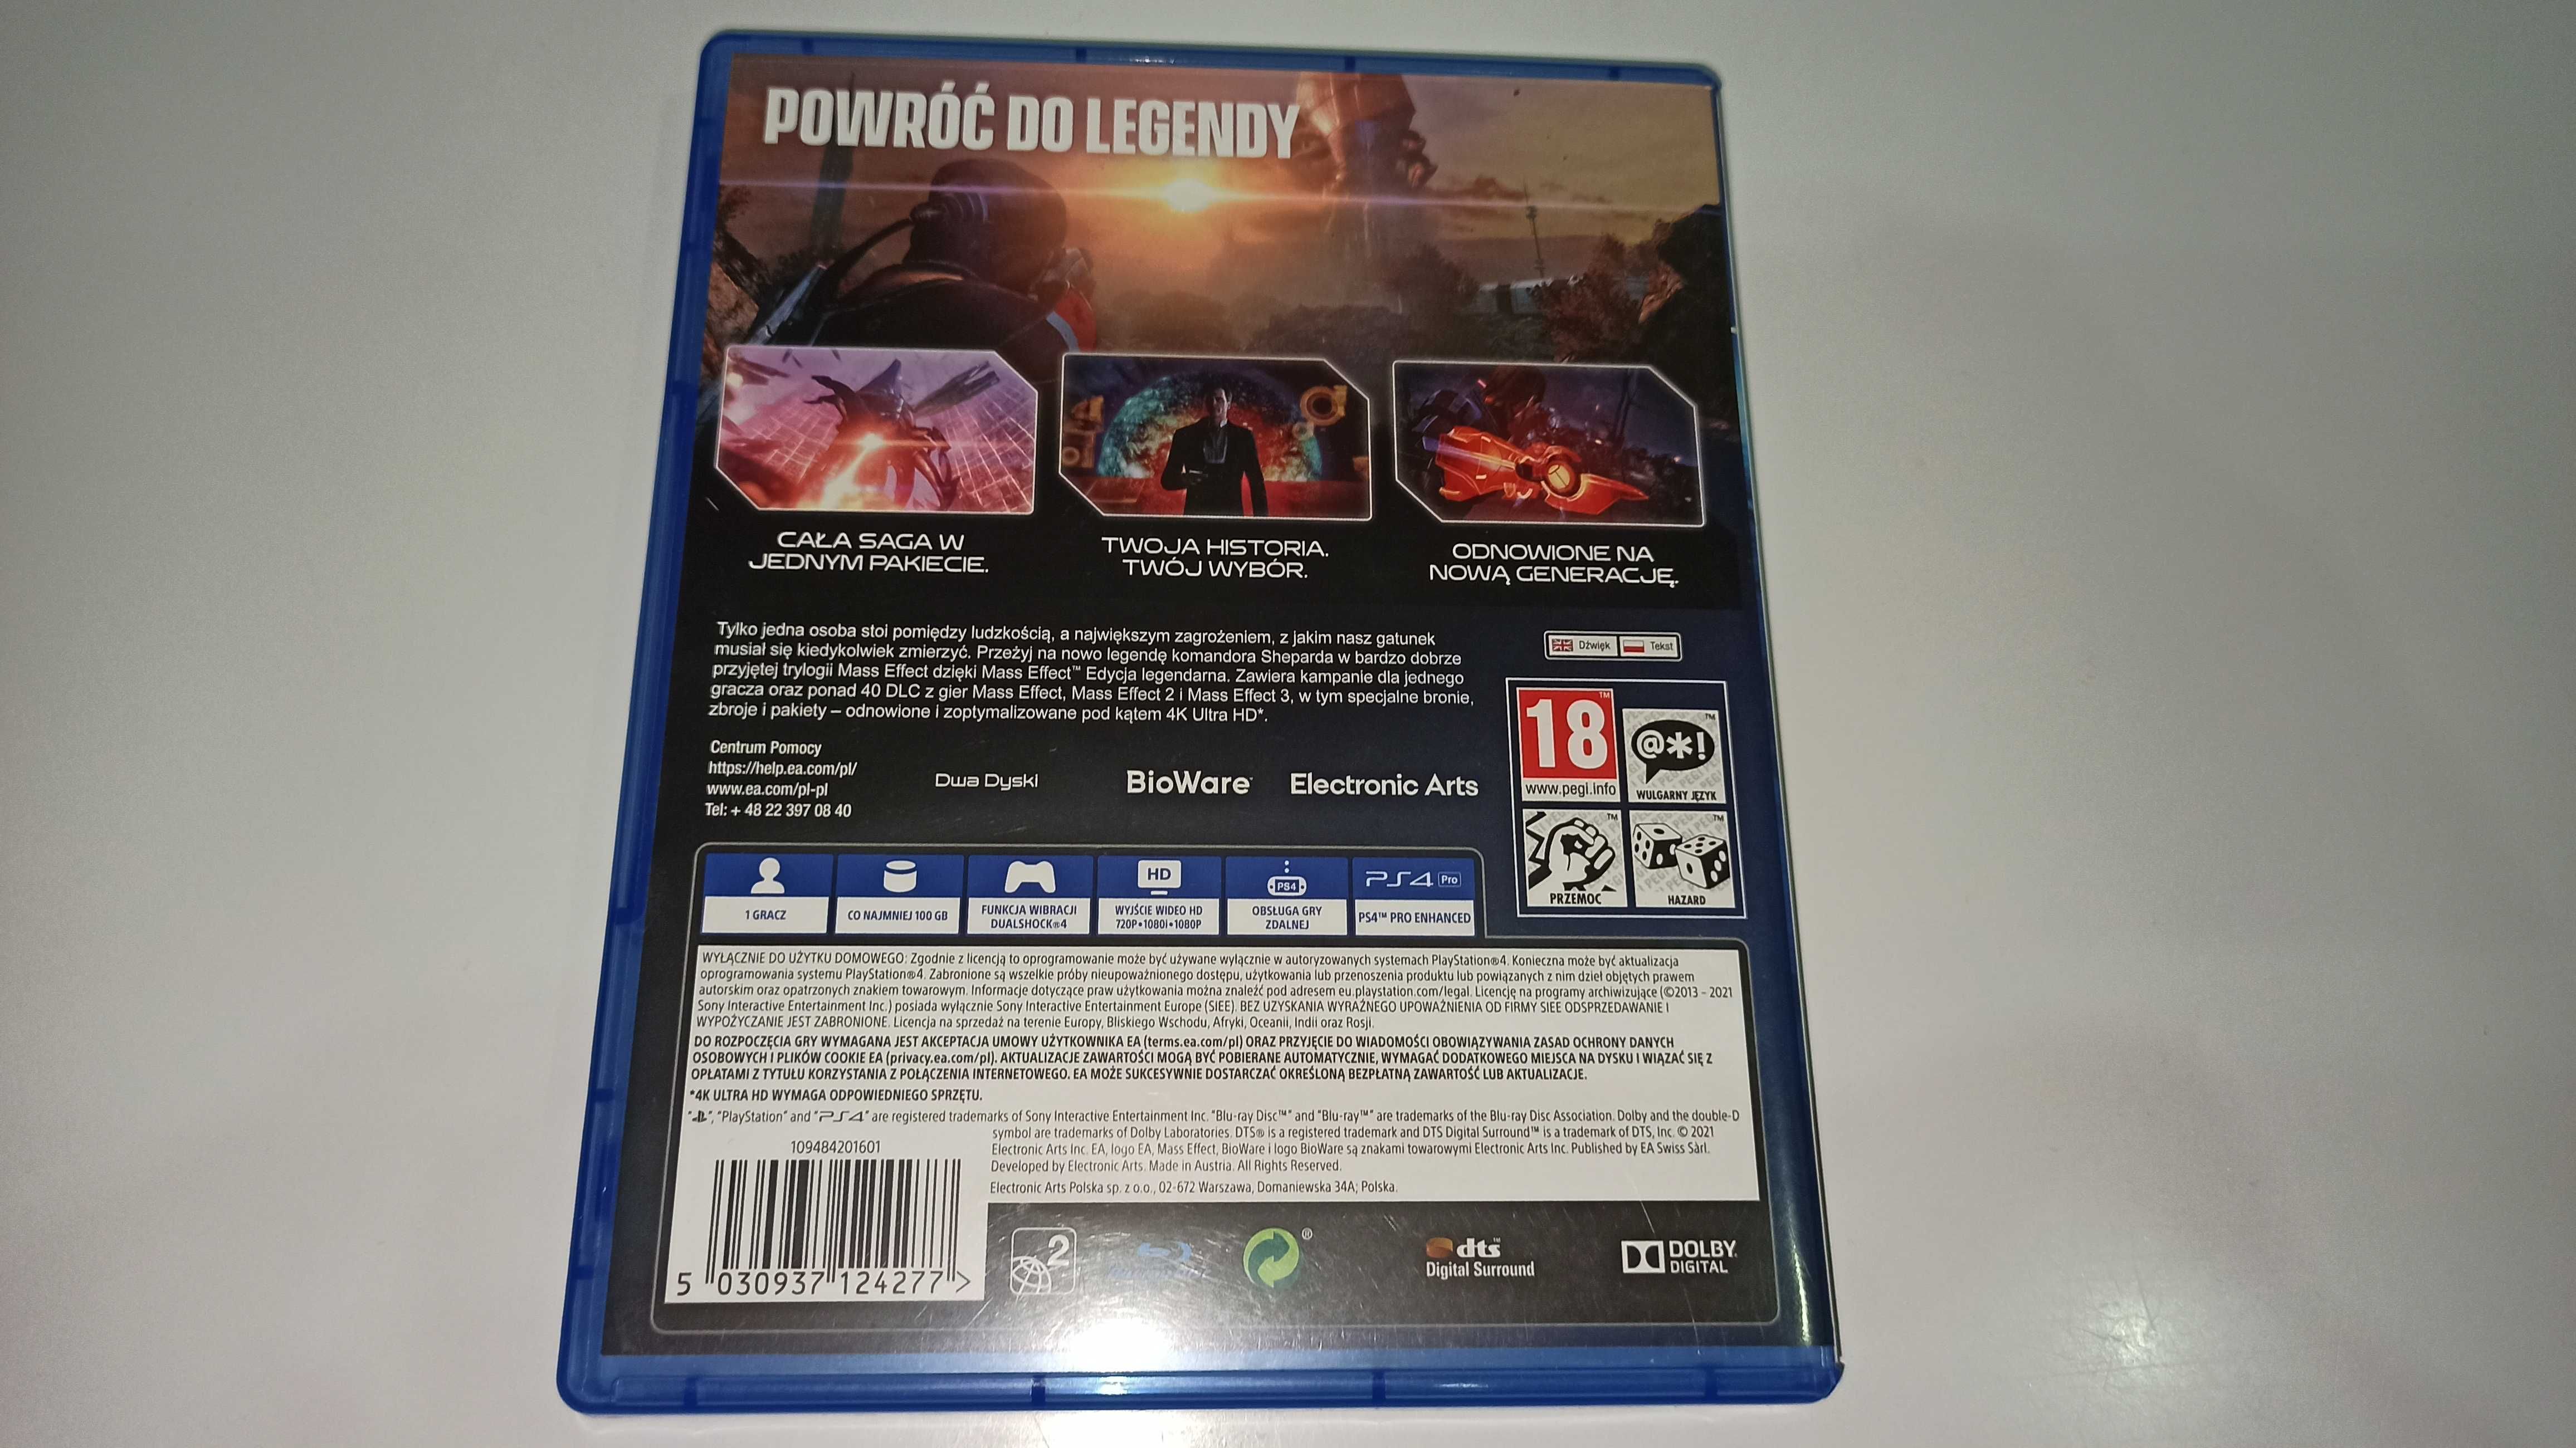 POWRÓĆ DO LEGENDY
CAŁA SAGA W
JEDNYM PAKIECIE.
TWOJA HISTORIA.
TWÓJ WYBÓR.
ODNOWIONE NA
NOWĄ GENERACJĘ.
Tylko jedna osoba stoi pomiędzy ludzkością, a największym zagrożeniem, z jakim nasz gatunek
musiał się kiedykolwiek zmierzyć. Przeżyj na nowo legendę komandora Sheparda w bardzo dobrze
przyjętej trylogii Mass Effect dzięki Mass Effect™ Edycja legendarna. Zawiera kampanie dla jednego
gracza oraz ponad 40 DLC z gier Mass Effect, Mass Effect 2 i Mass Effect 3, w tym specjalne bronie,
zbroje i pakiety – odnowione i zoptymalizowane pod kątem 4K Ultra HD*.
Dźwięk Tekst
18
www.pegi.info
@*!
WULGARNY JĘZYK
PRZEMOC
HAZARD
Centrum Pomocy
https://help.ea.com/pl/
www.ea.com/pl-pl
Tel: + 48 22 397 08 40
Dwa Dyski
BioWare
Electronic Arts
1 GRACZ
CO NAJMNIEJ 100 GB
FUNKCJA WIBRACJI
DUALSHOCK®4
HD
WYJŚCIE WIDEO HD
720P•1080i•1080P
PS4
OBSŁUGA GRY
ZDALNEJ
PS4 Pro
PS4™ PRO ENHANCED
WYŁĄCZNIE DO UŻYTKU DOMOWEGO: Zgodnie z licencją to oprogramowanie może być używane wyłącznie w autoryzowanych systemach PlayStation®4. Konieczna może być aktualizacja
oprogramowania systemu PlayStation®4. Zabronione są wszelkie próby nieupoważnionego dostępu, użytkowania lub przenoszenia produktu lub powiązanych z nim dzieł objętych prawem
autorskim oraz opatrzonych znakiem towarowym. Informacje dotyczące praw użytkowania można znaleźć pod adresem eu.playstation.com/legal. Licencję na programy archiwizujące (©2013 - 2021
Sony Interactive Entertainment Inc.) posiada wyłącznie Sony Interactive Entertainment Europe (SIEE). BEZ UZYSKANIA WYRAŹNEGO UPOWAŻNIENIA OD FIRMY SIEE ODSPRZEDAWANIE I
WYPOŻYCZANIE JEST ZABRONIONE. Licencja na sprzedaż na terenie Europy, Bliskiego Wschodu, Afryki, Oceanii, Indii oraz Rosji.
DO ROZPOCZĘCIA GRY WYMAGANA JEST AKCEPTACJA UMOWY UŻYTKOWNIKA EA (terms.ea.com/pl) ORAZ PRZYJĘCIE DO WIADOMOŚCI OBOWIĄZYWANIA ZASAD OCHRONY DANYCH
OSOBOWYCH I PLIKÓW COOKIE EA (privacy.ea.com/pl). AKTUALIZACJE ZAWARTOŚCI MOGĄ BYĆ POBIERANE AUTOMATYCZNIE, WYMAGAĆ DODATKOWEGO MIEJSCA NA DYSKU I WIĄZAĆ SIĘ Z
OPŁATAMI Z TYTUŁU KORZYSTANIA Z POŁĄCZENIA INTERNETOWEGO. EA MOŻE SUKCESYWNIE DOSTARCZAĆ OKREŚLONĄ BEZPŁATNĄ ZAWARTOŚĆ LUB AKTUALIZACJE.
*4K ULTRA HD WYMAGA ODPOWIEDNIEGO SPRZĘTU.
"", "PlayStation" and "PS4" are registered trademarks of Sony Interactive Entertainment Inc. "Blu-ray Disc™" and "Blu-ray™" are trademarks of the Blu-ray Disc Association. Dolby and the double-D
symbol are trademarks of Dolby Laboratories. DTS® is a registered trademark and DTS Digital Surround™ is a trademark of DTS, Inc. © 2021
Electronic Arts Inc. EA, logo EA, Mass Effect, BioWare i logo BioWare są znakami towarowymi Electronic Arts Inc. Published by EA Swiss Sàrl.
Developed by Electronic Arts. Made in Austria. All Rights Reserved.
Electronic Arts Polska sp. z o.o., 02-672 Warszawa, Domaniewska 34A; Polska.
109484201601
5 030937 124277 >
2
®
dts™
Digital Surround
DOLBY
DIGITAL